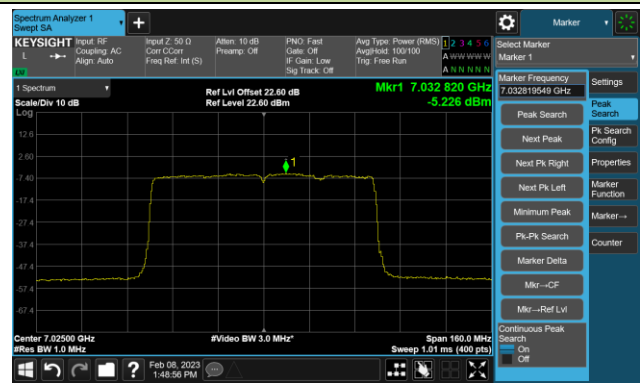 Spectrum Analyzer 1
Swept SA
+
Marker
KEYSIGHT
L
LW
Input: RF
Coupling: AC
Align: Auto
Input Z: 50 Ω
Corr CCorr
Freq Ref: Int (S)
Atten: 10 dB
Preamp: Off
PNO: Fast
Gate: Off
IF Gain: Low
Sig Track: Off
Avg Type: Power (RMS)
Avg|Hold: 100/100
Trig: Free Run
1 2 3 4 5 6
A W W W W W
A N N N N N
Select Marker
Marker 1
1 Spectrum
Scale/Div 10 dB
Log
Ref Lvl Offset 22.60 dB
Ref Level 22.60 dBm
Mkr1 7.032 820 GHz
-5.226 dBm
12.6
2.60
-7.40
-17.4
-27.4
-37.4
-47.4
-57.4
-67.4
1
Center 7.02500 GHz
#Res BW 1.0 MHz
#Video BW 3.0 MHz*
Span 160.0 MHz
Sweep 1.01 ms (400 pts)
Marker Frequency
7.032819549 GHz
Peak Search
Next Peak
Next Pk Right
Next Pk Left
Minimum Peak
Pk-Pk Search
Marker Delta
Mkr→CF
Mkr→Ref Lvl
Continuous Peak
Search
On
Off
Settings
Peak
Search
Pk Search
Config
Properties
Marker
Function
Marker→
Counter
?
Feb 08, 2023
1:48:56 PM